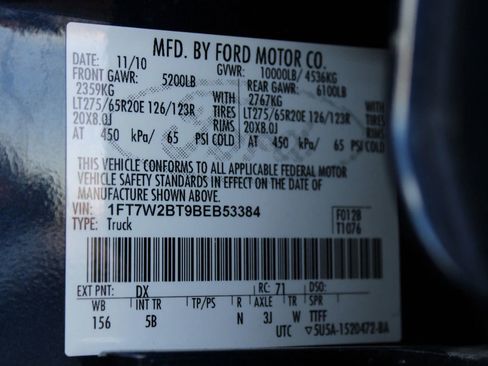 MFD. BY FORD MOTOR CO.
DATE: 11/10 GVWR: 10000LB/ 4536KG
FRONT GAWR: 5200LB REAR GAWR: 6100LB
2359KG WITH 2767KG WITH
LT275/65R20E 126/123R TIRES LT275/65R20E 126/123R TIRES
20X8.0J RIMS 20X8.0J RIMS
AT 450 kPa/ 65 PSI COLD AT 450 kPa/ 65 PSI COLD
THIS VEHICLE CONFORMS TO ALL APPLICABLE FEDERAL MOTOR
VEHICLE SAFETY STANDARDS IN EFFECT ON THE DATE OF
MANUFACTURE SHOWN ABOVE.
VIN: 1FT7W2BT9BEB53384 F0128
TYPE: Truck T1076
EXT PNT: DX RC: 71 DSO:
WB INT TR TP/PS R AXLE TR SPR
156 5B N 3J W TTFF
UTC ▽5U5A-1520472-BA